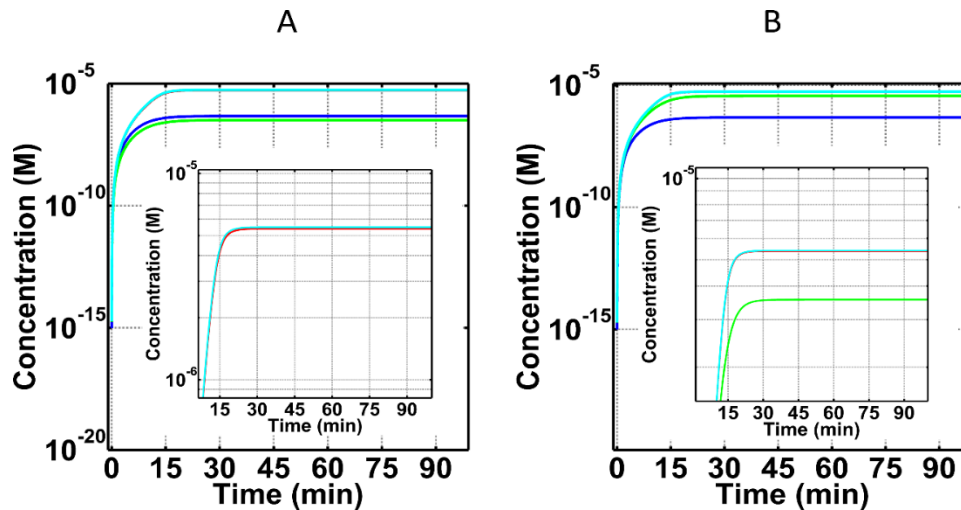 A
B
Concentration (M)
10-5
10-10
10-15
10-20
0 15 30 45 60 75 90
Time (min)
Concentration (M)
10-5
10-6
15 30 45 60 75 90
Time (min)
Concentration (M)
10-5
10-10
10-15
0 15 30 45 60 75 90
Time (min)
Concentration (M)
10-5
15 30 45 60 75 90
Time (min)